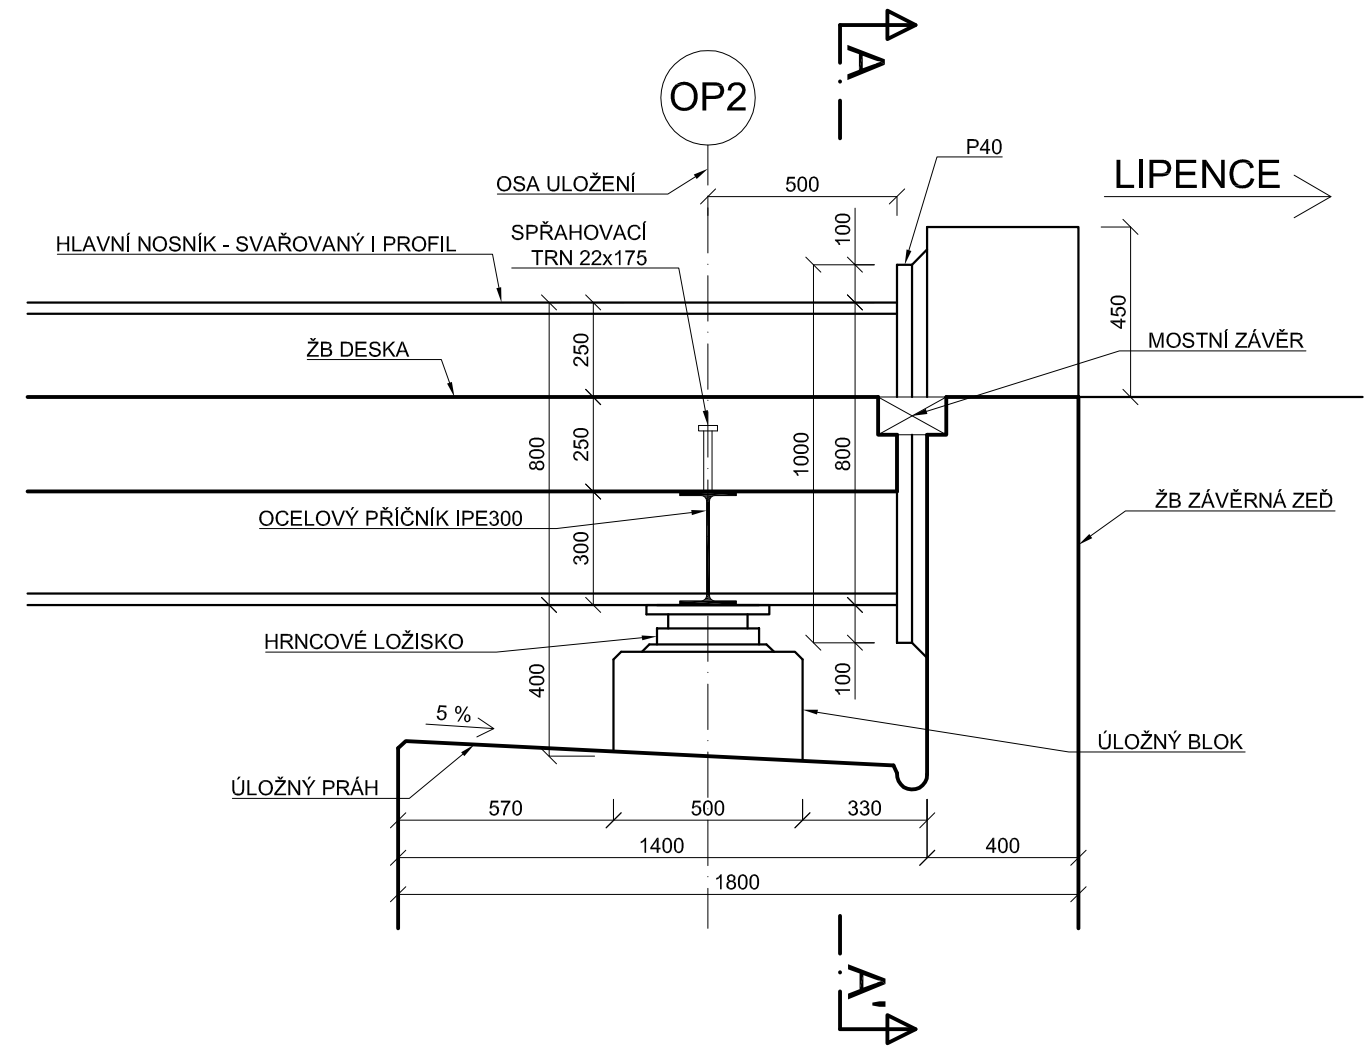 A
OP2
P40
LIPENCE
OSA ULOŽENÍ
500
SPŘAHOVACÍ
TRN 22x175
HLAVNÍ NOSNÍK - SVAŘOVANÝ I PROFIL
100
450
250
ŽB DESKA
MOSTNÍ ZÁVĚR
800
250
1000
800
ŽB ZÁVĚRNÁ ZEĎ
OCELOVÝ PŘÍČNÍK IPE300
300
HRNCOVÉ LOŽISKO
400
100
5 %
ÚLOŽNÝ BLOK
ÚLOŽNÝ PRÁH
570
500
330
1400
400
1800
A'